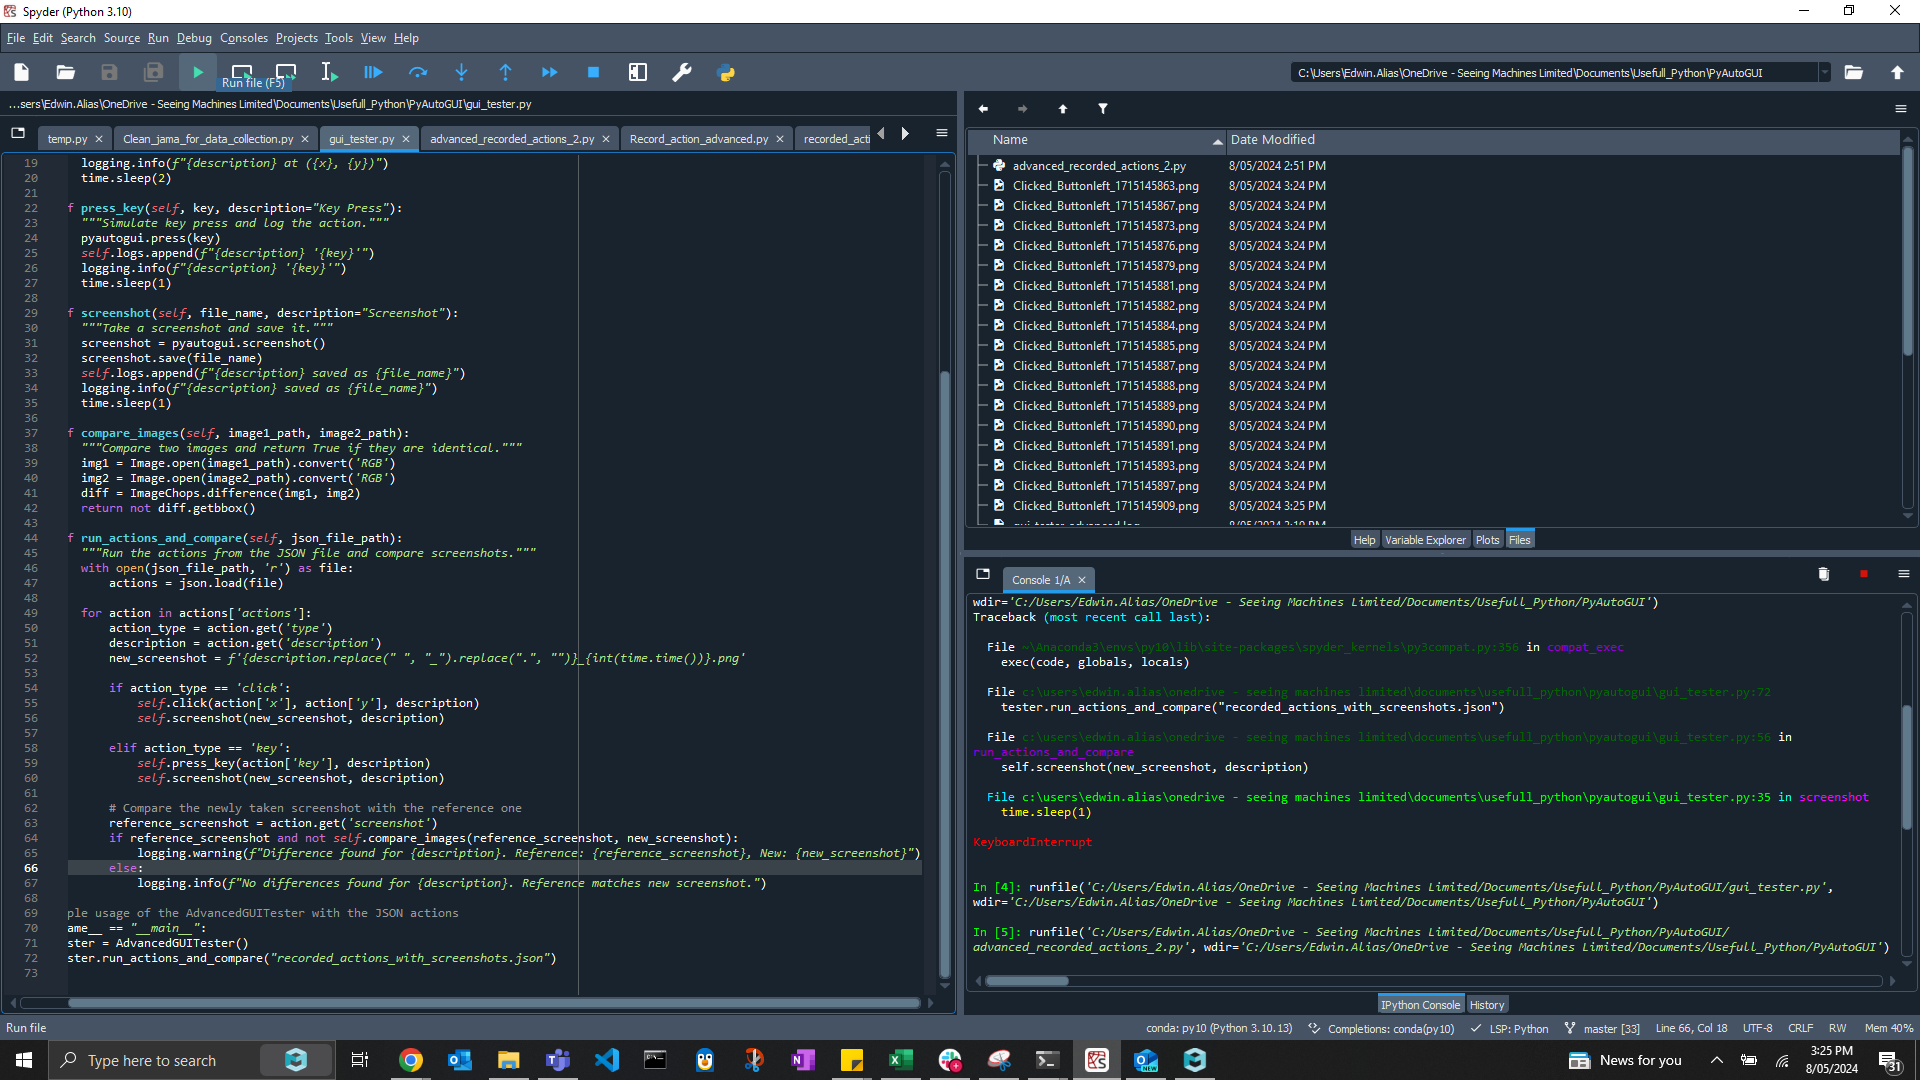 Spyder (Python 3.10)
File Edit Search Source Run Debug Consoles Projects Tools View Help
Run file (F5)
C:\Users\Edwin.Alias\OneDrive - Seeing Machines Limited\Documents\Usefull_Python\PyAutoGUI
...sers\Edwin.Alias\OneDrive - Seeing Machines Limited\Documents\Usefull_Python\PyAutoGUI\gui_tester.py
temp.py Clean_jama_for_data_collection.py gui_tester.py advanced_recorded_actions_2.py Record_action_advanced.py recorded_acti
19 logging.info(f"{description} at ({x}, {y})")
20 time.sleep(2)
21
22 f press_key(self, key, description="Key Press"):
23 """Simulate key press and log the action."""
24 pyautogui.press(key)
25 self.logs.append(f"{description} '{key}'")
26 logging.info(f"{description} '{key}'")
27 time.sleep(1)
28
29 f screenshot(self, file_name, description="Screenshot"):
30 """Take a screenshot and save it."""
31 screenshot = pyautogui.screenshot()
32 screenshot.save(file_name)
33 self.logs.append(f"{description} saved as {file_name}")
34 logging.info(f"{description} saved as {file_name}")
35 time.sleep(1)
36
37 f compare_images(self, image1_path, image2_path):
38 """Compare two images and return True if they are identical."""
39 img1 = Image.open(image1_path).convert('RGB')
40 img2 = Image.open(image2_path).convert('RGB')
41 diff = ImageChops.difference(img1, img2)
42 return not diff.getbbox()
43
44 f run_actions_and_compare(self, json_file_path):
45 """Run the actions from the JSON file and compare screenshots."""
46 with open(json_file_path, 'r') as file:
47 actions = json.load(file)
48
49 for action in actions['actions']:
50 action_type = action.get('type')
51 description = action.get('description')
52 new_screenshot = f'{description.replace(" ", "_").replace(".", "")}_{int(time.time())}.png'
53
54 if action_type == 'click':
55 self.click(action['x'], action['y'], description)
56 self.screenshot(new_screenshot, description)
57
58 elif action_type == 'key':
59 self.press_key(action['key'], description)
60 self.screenshot(new_screenshot, description)
61
62 # Compare the newly taken screenshot with the reference one
63 reference_screenshot = action.get('screenshot')
64 if reference_screenshot and not self.compare_images(reference_screenshot, new_screenshot):
65 logging.warning(f"Difference found for {description}. Reference: {reference_screenshot}, New: {new_screenshot}")
66 else:
67 logging.info(f"No differences found for {description}. Reference matches new screenshot.")
68
69 ple usage of the AdvancedGUITester with the JSON actions
70 ame__ == "__main__":
71 ster = AdvancedGUITester()
72 ster.run_actions_and_compare("recorded_actions_with_screenshots.json")
73
Name Date Modified
advanced_recorded_actions_2.py 8/05/2024 2:51 PM
Clicked_Buttonleft_1715145863.png 8/05/2024 3:24 PM
Clicked_Buttonleft_1715145867.png 8/05/2024 3:24 PM
Clicked_Buttonleft_1715145873.png 8/05/2024 3:24 PM
Clicked_Buttonleft_1715145876.png 8/05/2024 3:24 PM
Clicked_Buttonleft_1715145879.png 8/05/2024 3:24 PM
Clicked_Buttonleft_1715145881.png 8/05/2024 3:24 PM
Clicked_Buttonleft_1715145882.png 8/05/2024 3:24 PM
Clicked_Buttonleft_1715145884.png 8/05/2024 3:24 PM
Clicked_Buttonleft_1715145885.png 8/05/2024 3:24 PM
Clicked_Buttonleft_1715145887.png 8/05/2024 3:24 PM
Clicked_Buttonleft_1715145888.png 8/05/2024 3:24 PM
Clicked_Buttonleft_1715145889.png 8/05/2024 3:24 PM
Clicked_Buttonleft_1715145890.png 8/05/2024 3:24 PM
Clicked_Buttonleft_1715145891.png 8/05/2024 3:24 PM
Clicked_Buttonleft_1715145893.png 8/05/2024 3:24 PM
Clicked_Buttonleft_1715145897.png 8/05/2024 3:24 PM
Clicked_Buttonleft_1715145909.png 8/05/2024 3:25 PM
Help Variable Explorer Plots Files
Console 1/A
wdir='C:/Users/Edwin.Alias/OneDrive - Seeing Machines Limited/Documents/Usefull_Python/PyAutoGUI')
Traceback (most recent call last):
File ~\Anaconda3\envs\py10\lib\site-packages\spyder_kernels\py3compat.py:356 in compat_exec
exec(code, globals, locals)
File c:\users\edwin.alias\onedrive - seeing machines limited\documents\usefull_python\pyautogui\gui_tester.py:72
tester.run_actions_and_compare("recorded_actions_with_screenshots.json")
File c:\users\edwin.alias\onedrive - seeing machines limited\documents\usefull_python\pyautogui\gui_tester.py:56 in
run_actions_and_compare
self.screenshot(new_screenshot, description)
File c:\users\edwin.alias\onedrive - seeing machines limited\documents\usefull_python\pyautogui\gui_tester.py:35 in screenshot
time.sleep(1)
KeyboardInterrupt
In [4]: runfile('C:/Users/Edwin.Alias/OneDrive - Seeing Machines Limited/Documents/Usefull_Python/PyAutoGUI/gui_tester.py',
wdir='C:/Users/Edwin.Alias/OneDrive - Seeing Machines Limited/Documents/Usefull_Python/PyAutoGUI')
In [5]: runfile('C:/Users/Edwin.Alias/OneDrive - Seeing Machines Limited/Documents/Usefull_Python/PyAutoGUI/
advanced_recorded_actions_2.py', wdir='C:/Users/Edwin.Alias/OneDrive - Seeing Machines Limited/Documents/Usefull_Python/PyAutoGUI')
IPython Console History
Run file conda: py10 (Python 3.10.13) Completions: conda(py10) LSP: Python master [33] Line 66, Col 18 UTF-8 CRLF RW Mem 40%
Type here to search
News for you
3:25 PM
8/05/2024
31